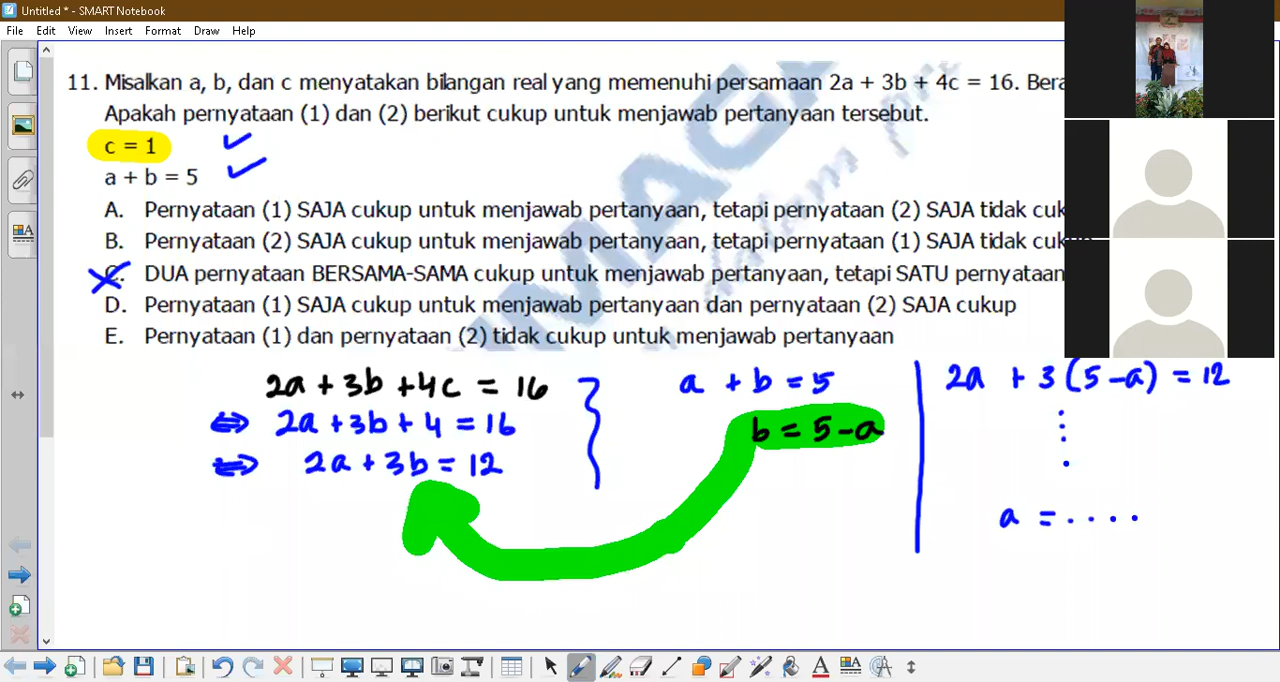 Untitled * - SMART Notebook
File Edit View Insert Format Draw Help
11. Misalkan a, b, dan c menyatakan bilangan real yang memenuhi persamaan 2a + 3b + 4c = 16.
Apakah pernyataan (1) dan (2) berikut cukup untuk menjawab pertanyaan tersebut.
c = 1
a + b = 5
A. Pernyataan (1) SAJA cukup untuk menjawab pertanyaan, tetapi pernyataan (2) SAJA tidak
B. Pernyataan (2) SAJA cukup untuk menjawab pertanyaan, tetapi pernyataan (1) SAJA tidak
C. DUA pernyataan BERSAMA-SAMA cukup untuk menjawab pertanyaan, tetapi SATU pernyataan
D. Pernyataan (1) SAJA cukup untuk menjawab pertanyaan dan pernyataan (2) SAJA cukup
E. Pernyataan (1) dan pernyataan (2) tidak cukup untuk menjawab pertanyaan
2a + 3b + 4c = 16
⇔ 2a + 3b + 4 = 16
⇔ 2a + 3b = 12
a + b = 5
b = 5 - a
2a + 3 (5 - a) = 12
a = . . . .